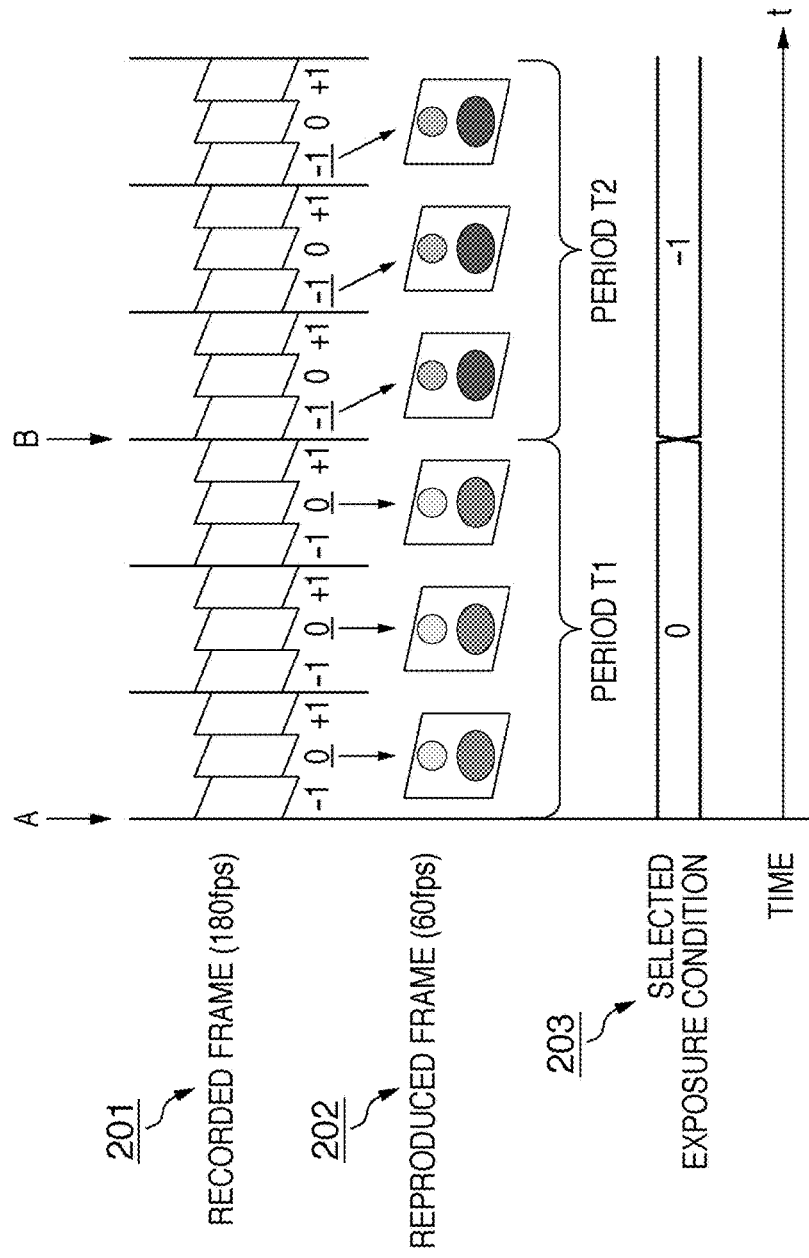 A
B
201
RECORDED FRAME (180fps)
-1 0 +1 -1 0 +1 -1 0 +1 -1 0 +1 -1 0 +1 -1 0 +1
202
REPRODUCED FRAME (60fps)
PERIOD T1
PERIOD T2
203
SELECTED
EXPOSURE CONDITION
0
-1
TIME
t